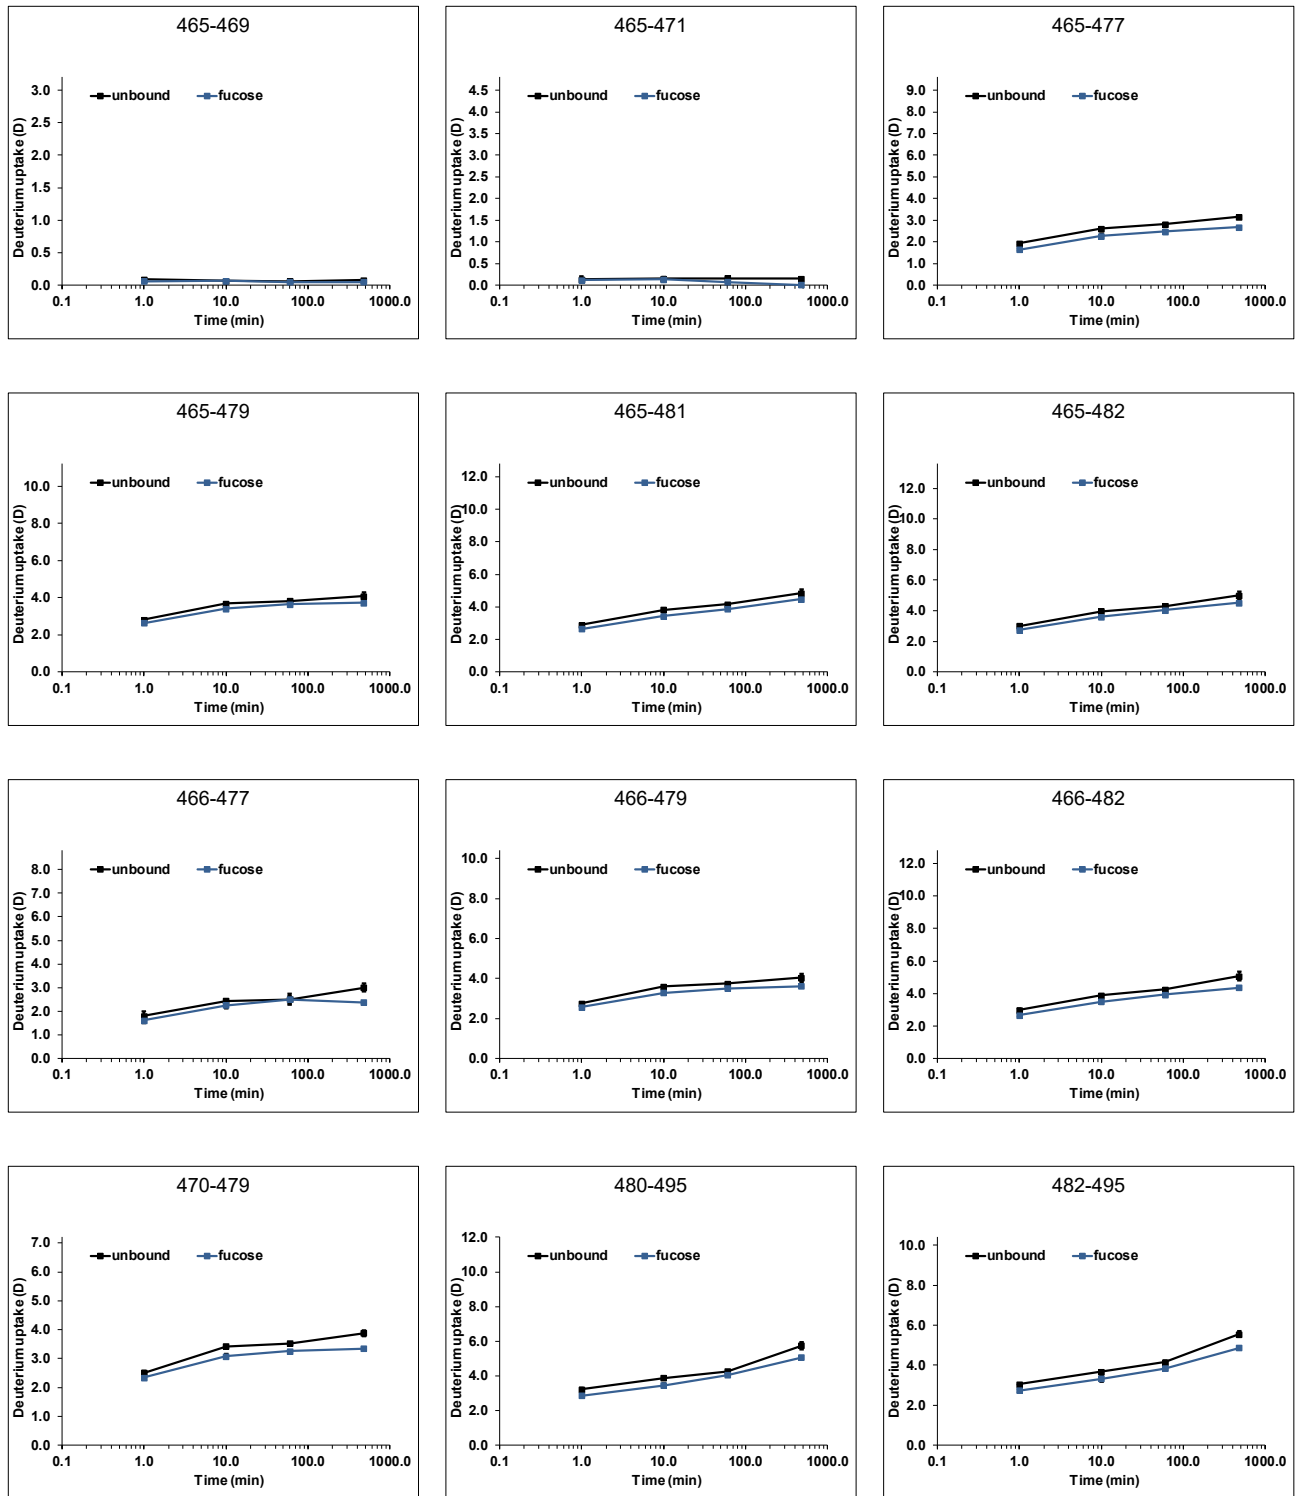 465-469
unbound fucose
Deuterium uptake (D)
3.0
2.5
2.0
1.5
1.0
0.5
0.0
0.1 1.0 10.0 100.0 1000.0
Time (min)
465-471
unbound fucose
Deuterium uptake (D)
4.5
4.0
3.5
3.0
2.5
2.0
1.5
1.0
0.5
0.0
0.1 1.0 10.0 100.0 1000.0
Time (min)
465-477
unbound fucose
Deuterium uptake (D)
9.0
8.0
7.0
6.0
5.0
4.0
3.0
2.0
1.0
0.0
0.1 1.0 10.0 100.0 1000.0
Time (min)
465-479
unbound fucose
Deuterium uptake (D)
10.0
8.0
6.0
4.0
2.0
0.0
0.1 1.0 10.0 100.0 1000.0
Time (min)
465-481
unbound fucose
Deuterium uptake (D)
12.0
10.0
8.0
6.0
4.0
2.0
0.0
0.1 1.0 10.0 100.0 1000.0
Time (min)
465-482
unbound fucose
Deuterium uptake (D)
12.0
10.0
8.0
6.0
4.0
2.0
0.0
0.1 1.0 10.0 100.0 1000.0
Time (min)
466-477
unbound fucose
Deuterium uptake (D)
8.0
7.0
6.0
5.0
4.0
3.0
2.0
1.0
0.0
0.1 1.0 10.0 100.0 1000.0
Time (min)
466-479
unbound fucose
Deuterium uptake (D)
10.0
8.0
6.0
4.0
2.0
0.0
0.1 1.0 10.0 100.0 1000.0
Time (min)
466-482
unbound fucose
Deuterium uptake (D)
12.0
10.0
8.0
6.0
4.0
2.0
0.0
0.1 1.0 10.0 100.0 1000.0
Time (min)
470-479
unbound fucose
Deuterium uptake (D)
7.0
6.0
5.0
4.0
3.0
2.0
1.0
0.0
0.1 1.0 10.0 100.0 1000.0
Time (min)
480-495
unbound fucose
Deuterium uptake (D)
12.0
10.0
8.0
6.0
4.0
2.0
0.0
0.1 1.0 10.0 100.0 1000.0
Time (min)
482-495
unbound fucose
Deuterium uptake (D)
10.0
8.0
6.0
4.0
2.0
0.0
0.1 1.0 10.0 100.0 1000.0
Time (min)